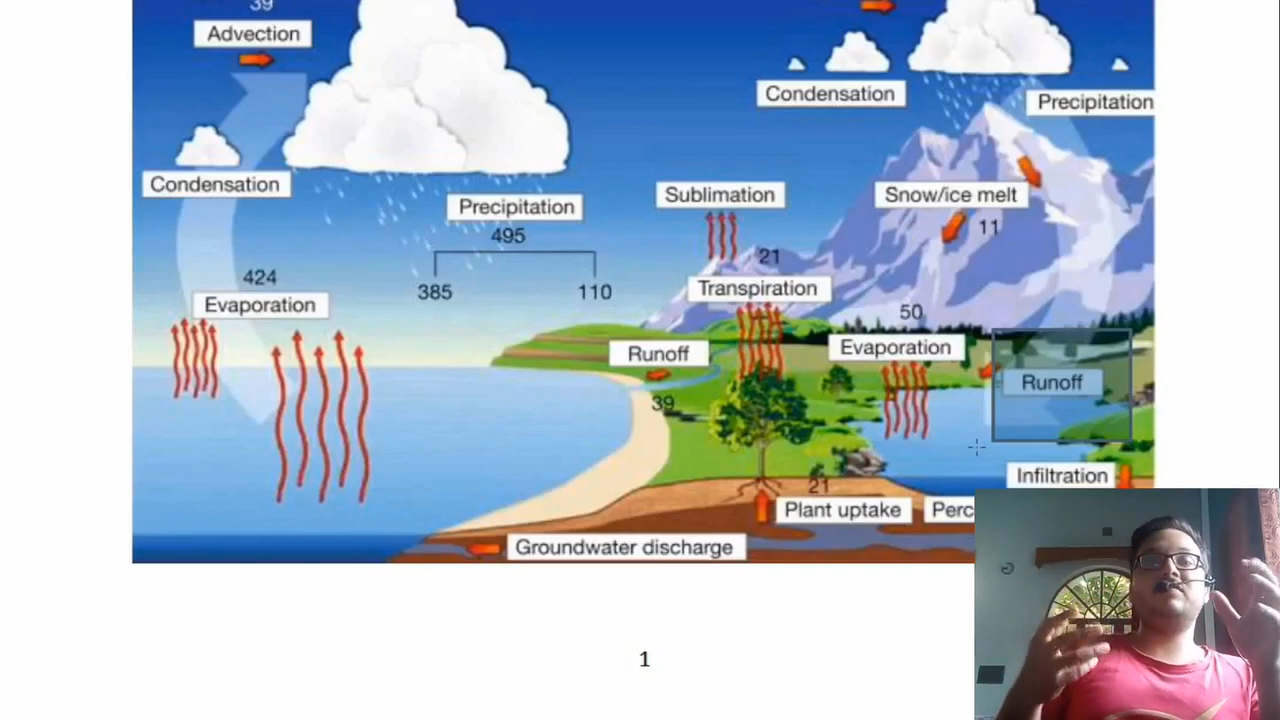 39
Advection
Condensation
Precipitation
Condensation
Precipitation
495
385
110
Sublimation
Snow/ice melt
11
21
Transpiration
424
Evaporation
50
Evaporation
Runoff
39
Runoff
Infiltration
21
Plant uptake
Perc
Groundwater discharge
1